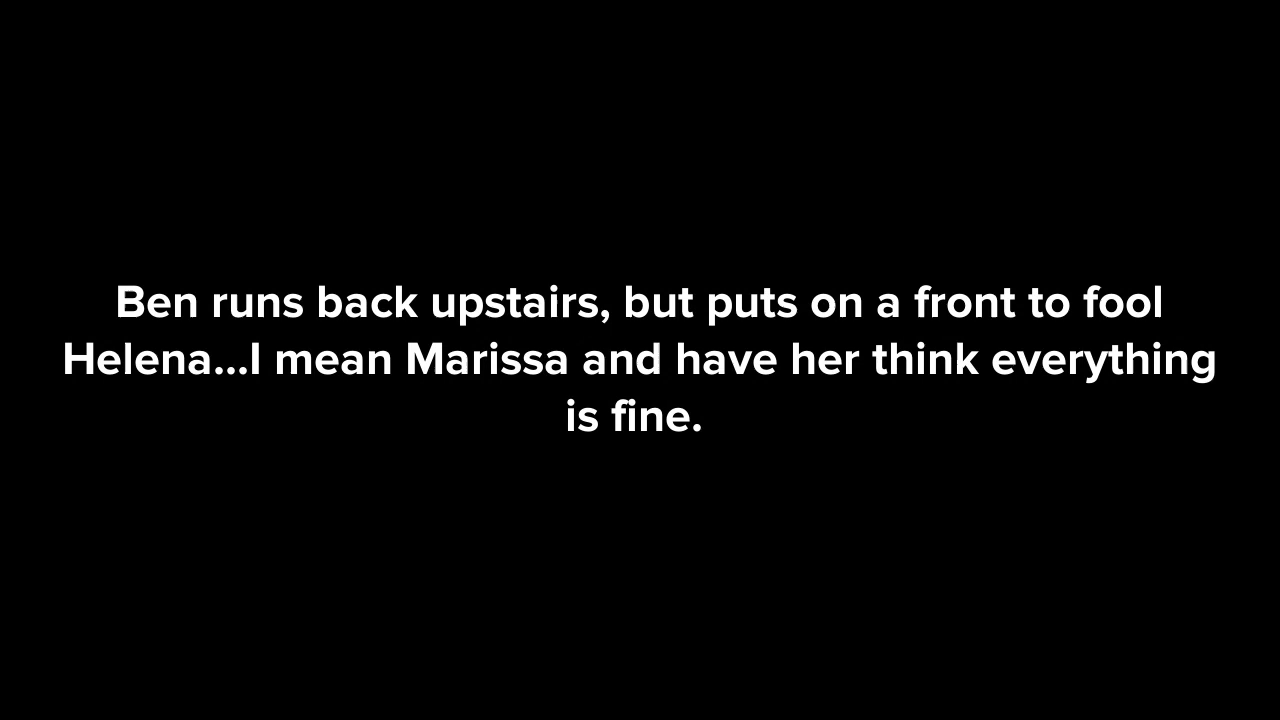 Ben runs back upstairs, but puts on a front to fool
Helena...I mean Marissa and have her think everything
is fine.